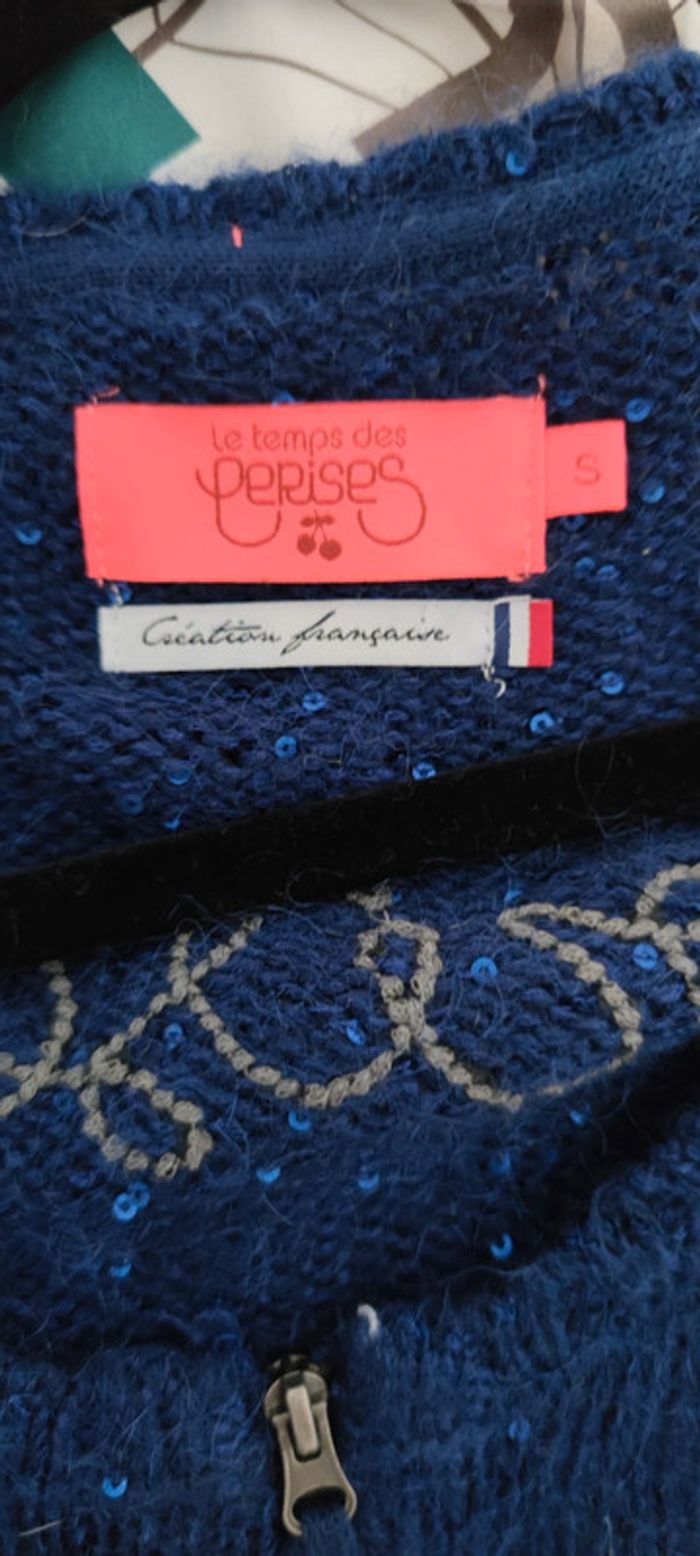 Le temps des
CERISES
S
Création française